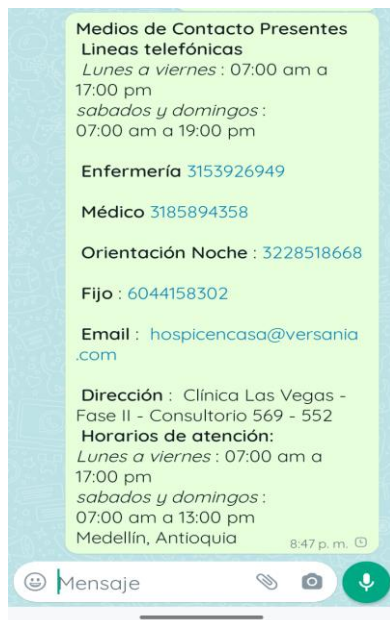 Medios de Contacto Presentes
Lineas telefónicas
Lunes a viernes : 07:00 am a
17:00 pm
sabados y domingos :
07:00 am a 19:00 pm
Enfermería 3153926949
Médico 3185894358
Orientación Noche : 3228518668
Fijo : 6044158302
Email : hospicencasa@versania
.com
Dirección : Clínica Las Vegas -
Fase II - Consultorio 569 - 552
Horarios de atención:
Lunes a viernes : 07:00 am a
17:00 pm
sabados y domingos :
07:00 am a 13:00 pm
Medellín, Antioquia
8:47 p. m.
Mensaje